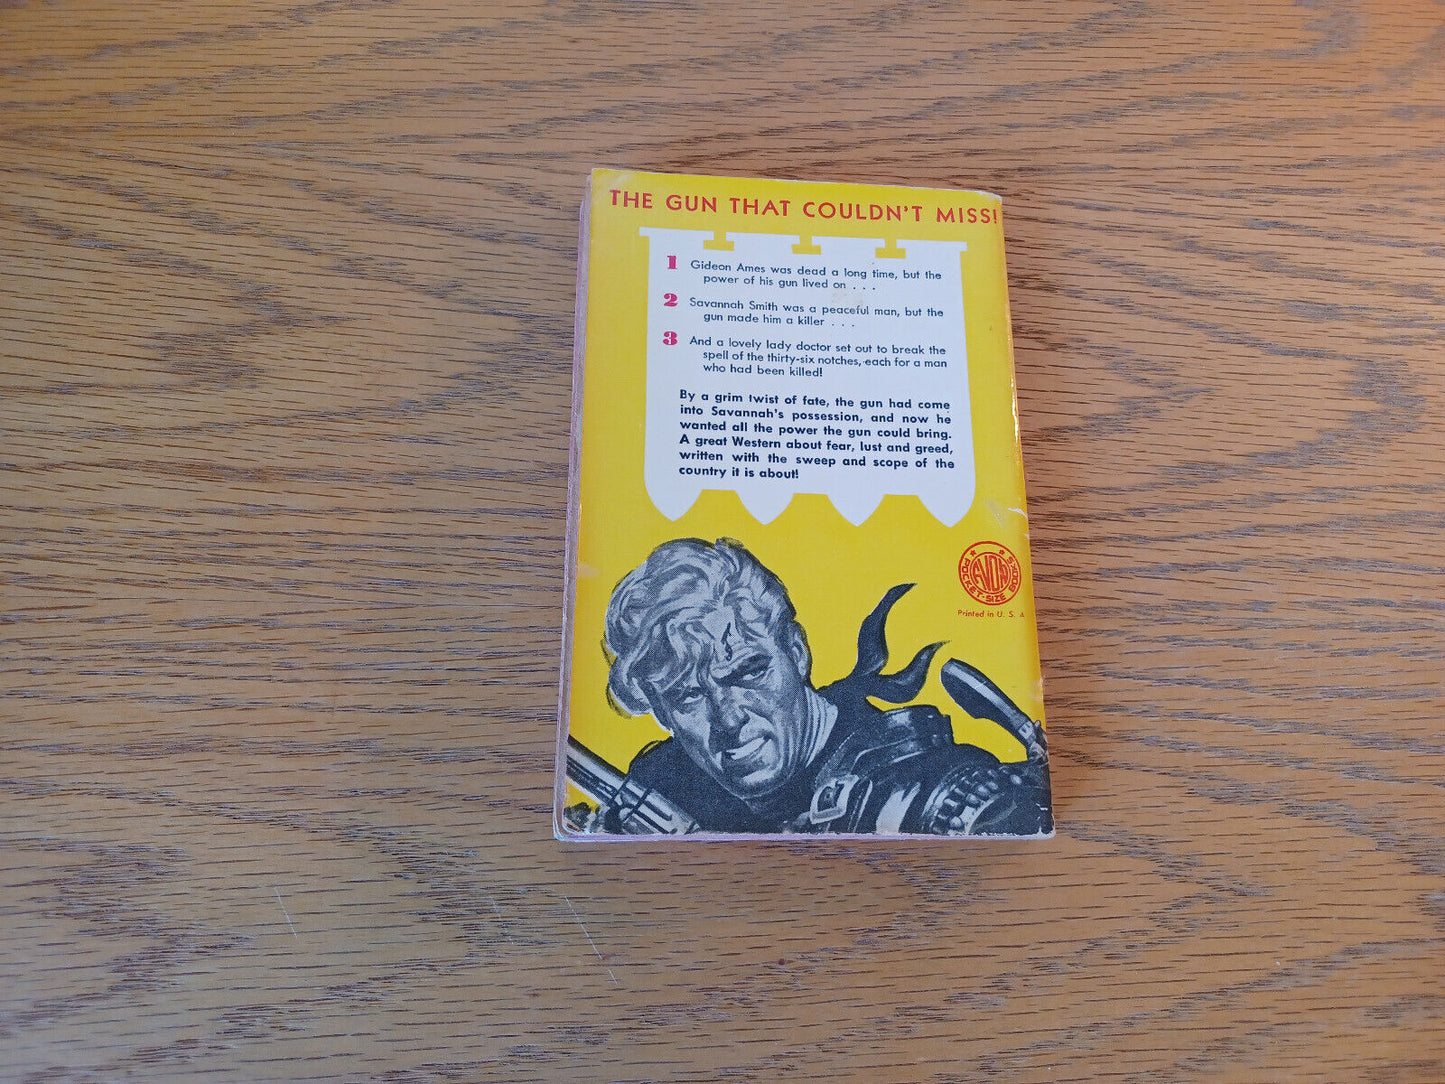 THE GUN THAT COULDN'T MISS!
1 Gideon Ames was dead a long time, but the
power of his gun lived on . . .
2 Savannah Smith was a peaceful man, but the
gun made him a killer . . .
3 And a lovely lady doctor set out to break the
spell of the thirty-six notches, each for a man
who had been killed!
By a grim twist of fate, the gun had come
into Savannah's possession, and now he
wanted all the power the gun could bring.
A great Western about fear, lust and greed,
written with the sweep and scope of the
country it is about!
AVON
POCKET-SIZE BOOKS
Printed in U. S. A